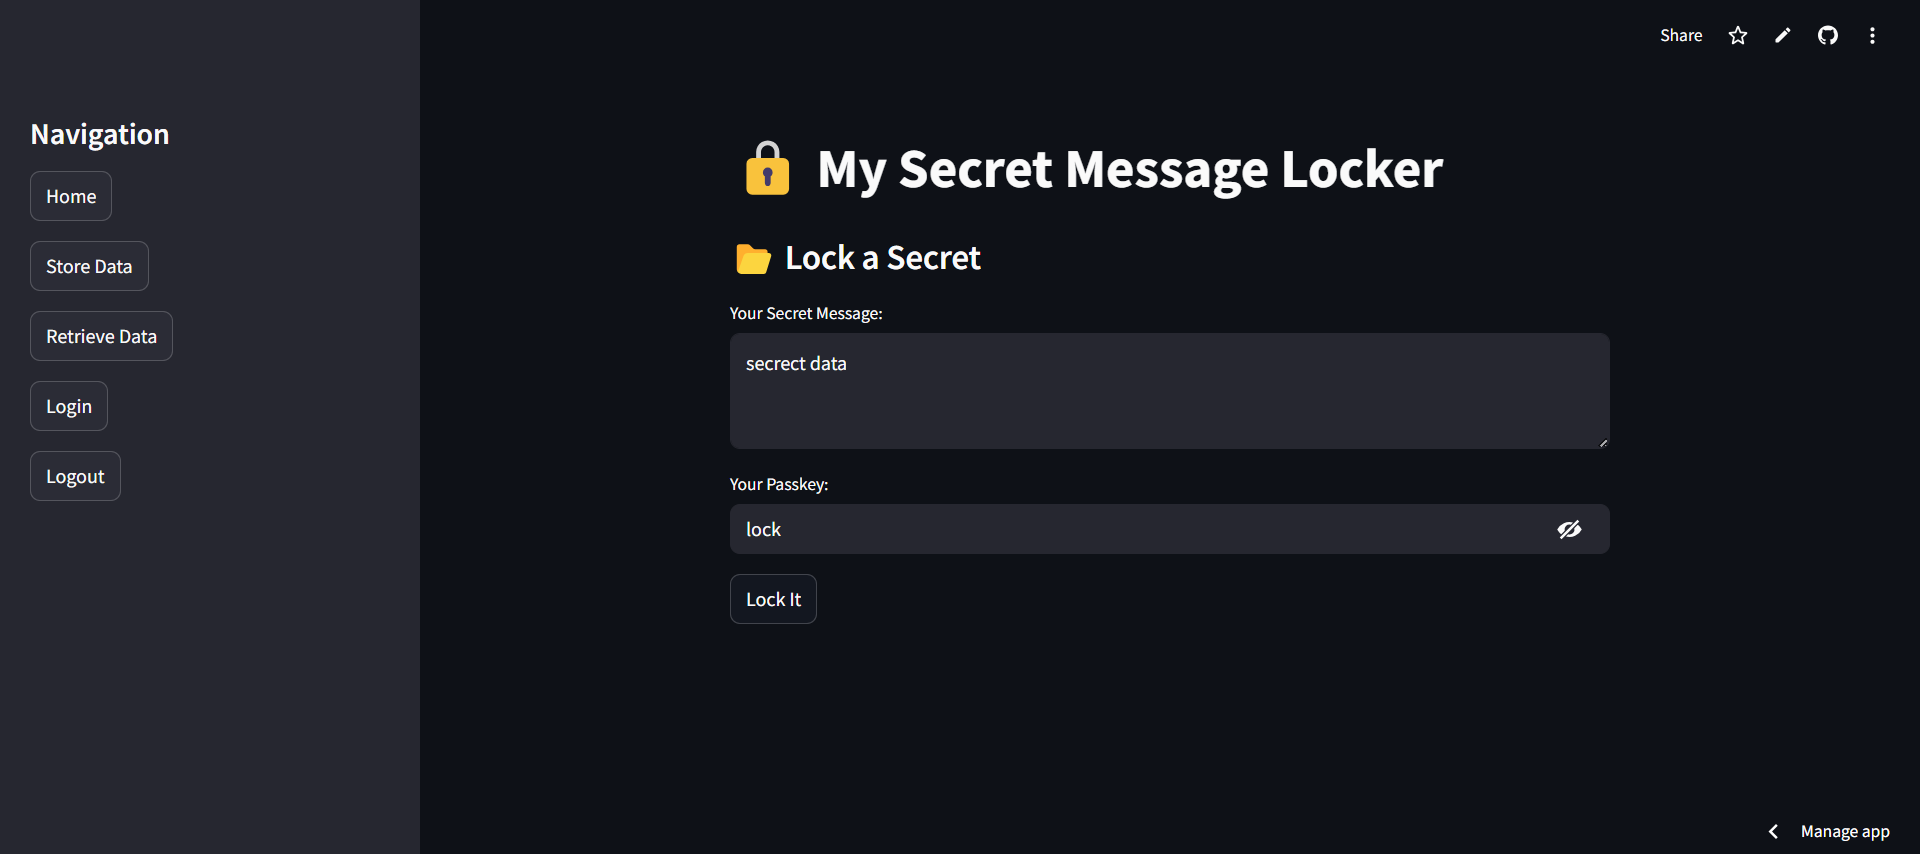 Share
Navigation
Home
Store Data
Retrieve Data
Login
Logout
My Secret Message Locker
Lock a Secret
Your Secret Message:
secrect data
Your Passkey:
lock
Lock It
Manage app